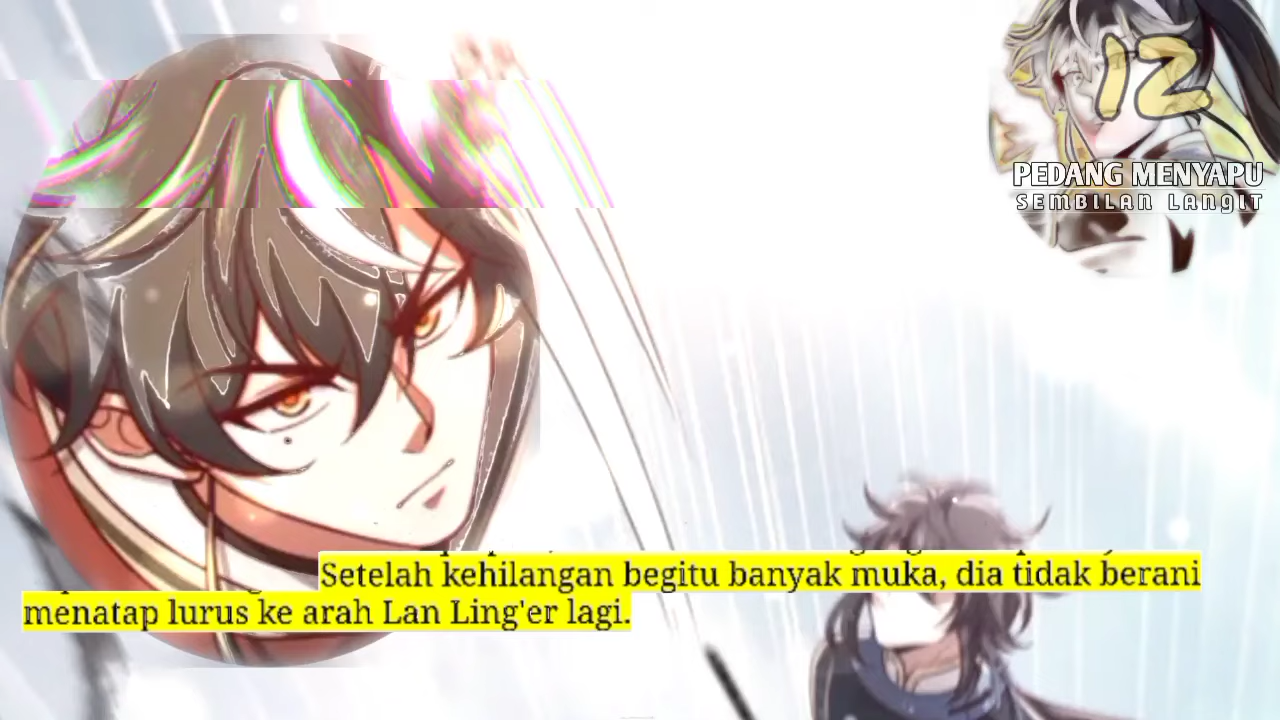 12
PEDANG MENYAPU
SEMBILAN LANGIT
Setelah kehilangan begitu banyak muka, dia tidak berani
menatap lurus ke arah Lan Ling'er lagi.